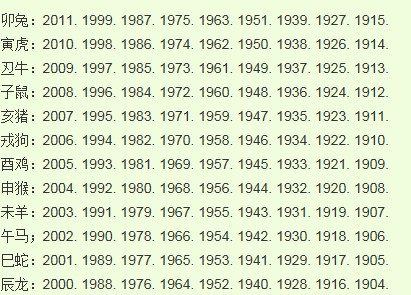 卯兔：2011. 1999. 1987. 1975. 1963. 1951. 1939. 1927. 1915.
寅虎：2010. 1998. 1986. 1974. 1962. 1950. 1938. 1926. 1914.
丑牛：2009. 1997. 1985. 1973. 1961. 1949. 1937. 1925. 1913.
子鼠：2008. 1996. 1984. 1972. 1960. 1948. 1936. 1924. 1912.
亥猪：2007. 1995. 1983. 1971. 1959. 1947. 1935. 1923. 1911.
戎狗：2006. 1994. 1982. 1970. 1958. 1946. 1934. 1922. 1910.
酉鸡：2005. 1993. 1981. 1969. 1957. 1945. 1933. 1921. 1909.
申猴：2004. 1992. 1980. 1968. 1956. 1944. 1932. 1920. 1908.
未羊：2003. 1991. 1979. 1967. 1955. 1943. 1931. 1919. 1907.
午马；2002. 1990. 1978. 1966. 1954. 1942. 1930. 1918. 1906.
巳蛇：2001. 1989. 1977. 1965. 1953. 1941. 1929. 1917. 1905.
辰龙：2000. 1988. 1976. 1964. 1952. 1940. 1928. 1916. 1904.